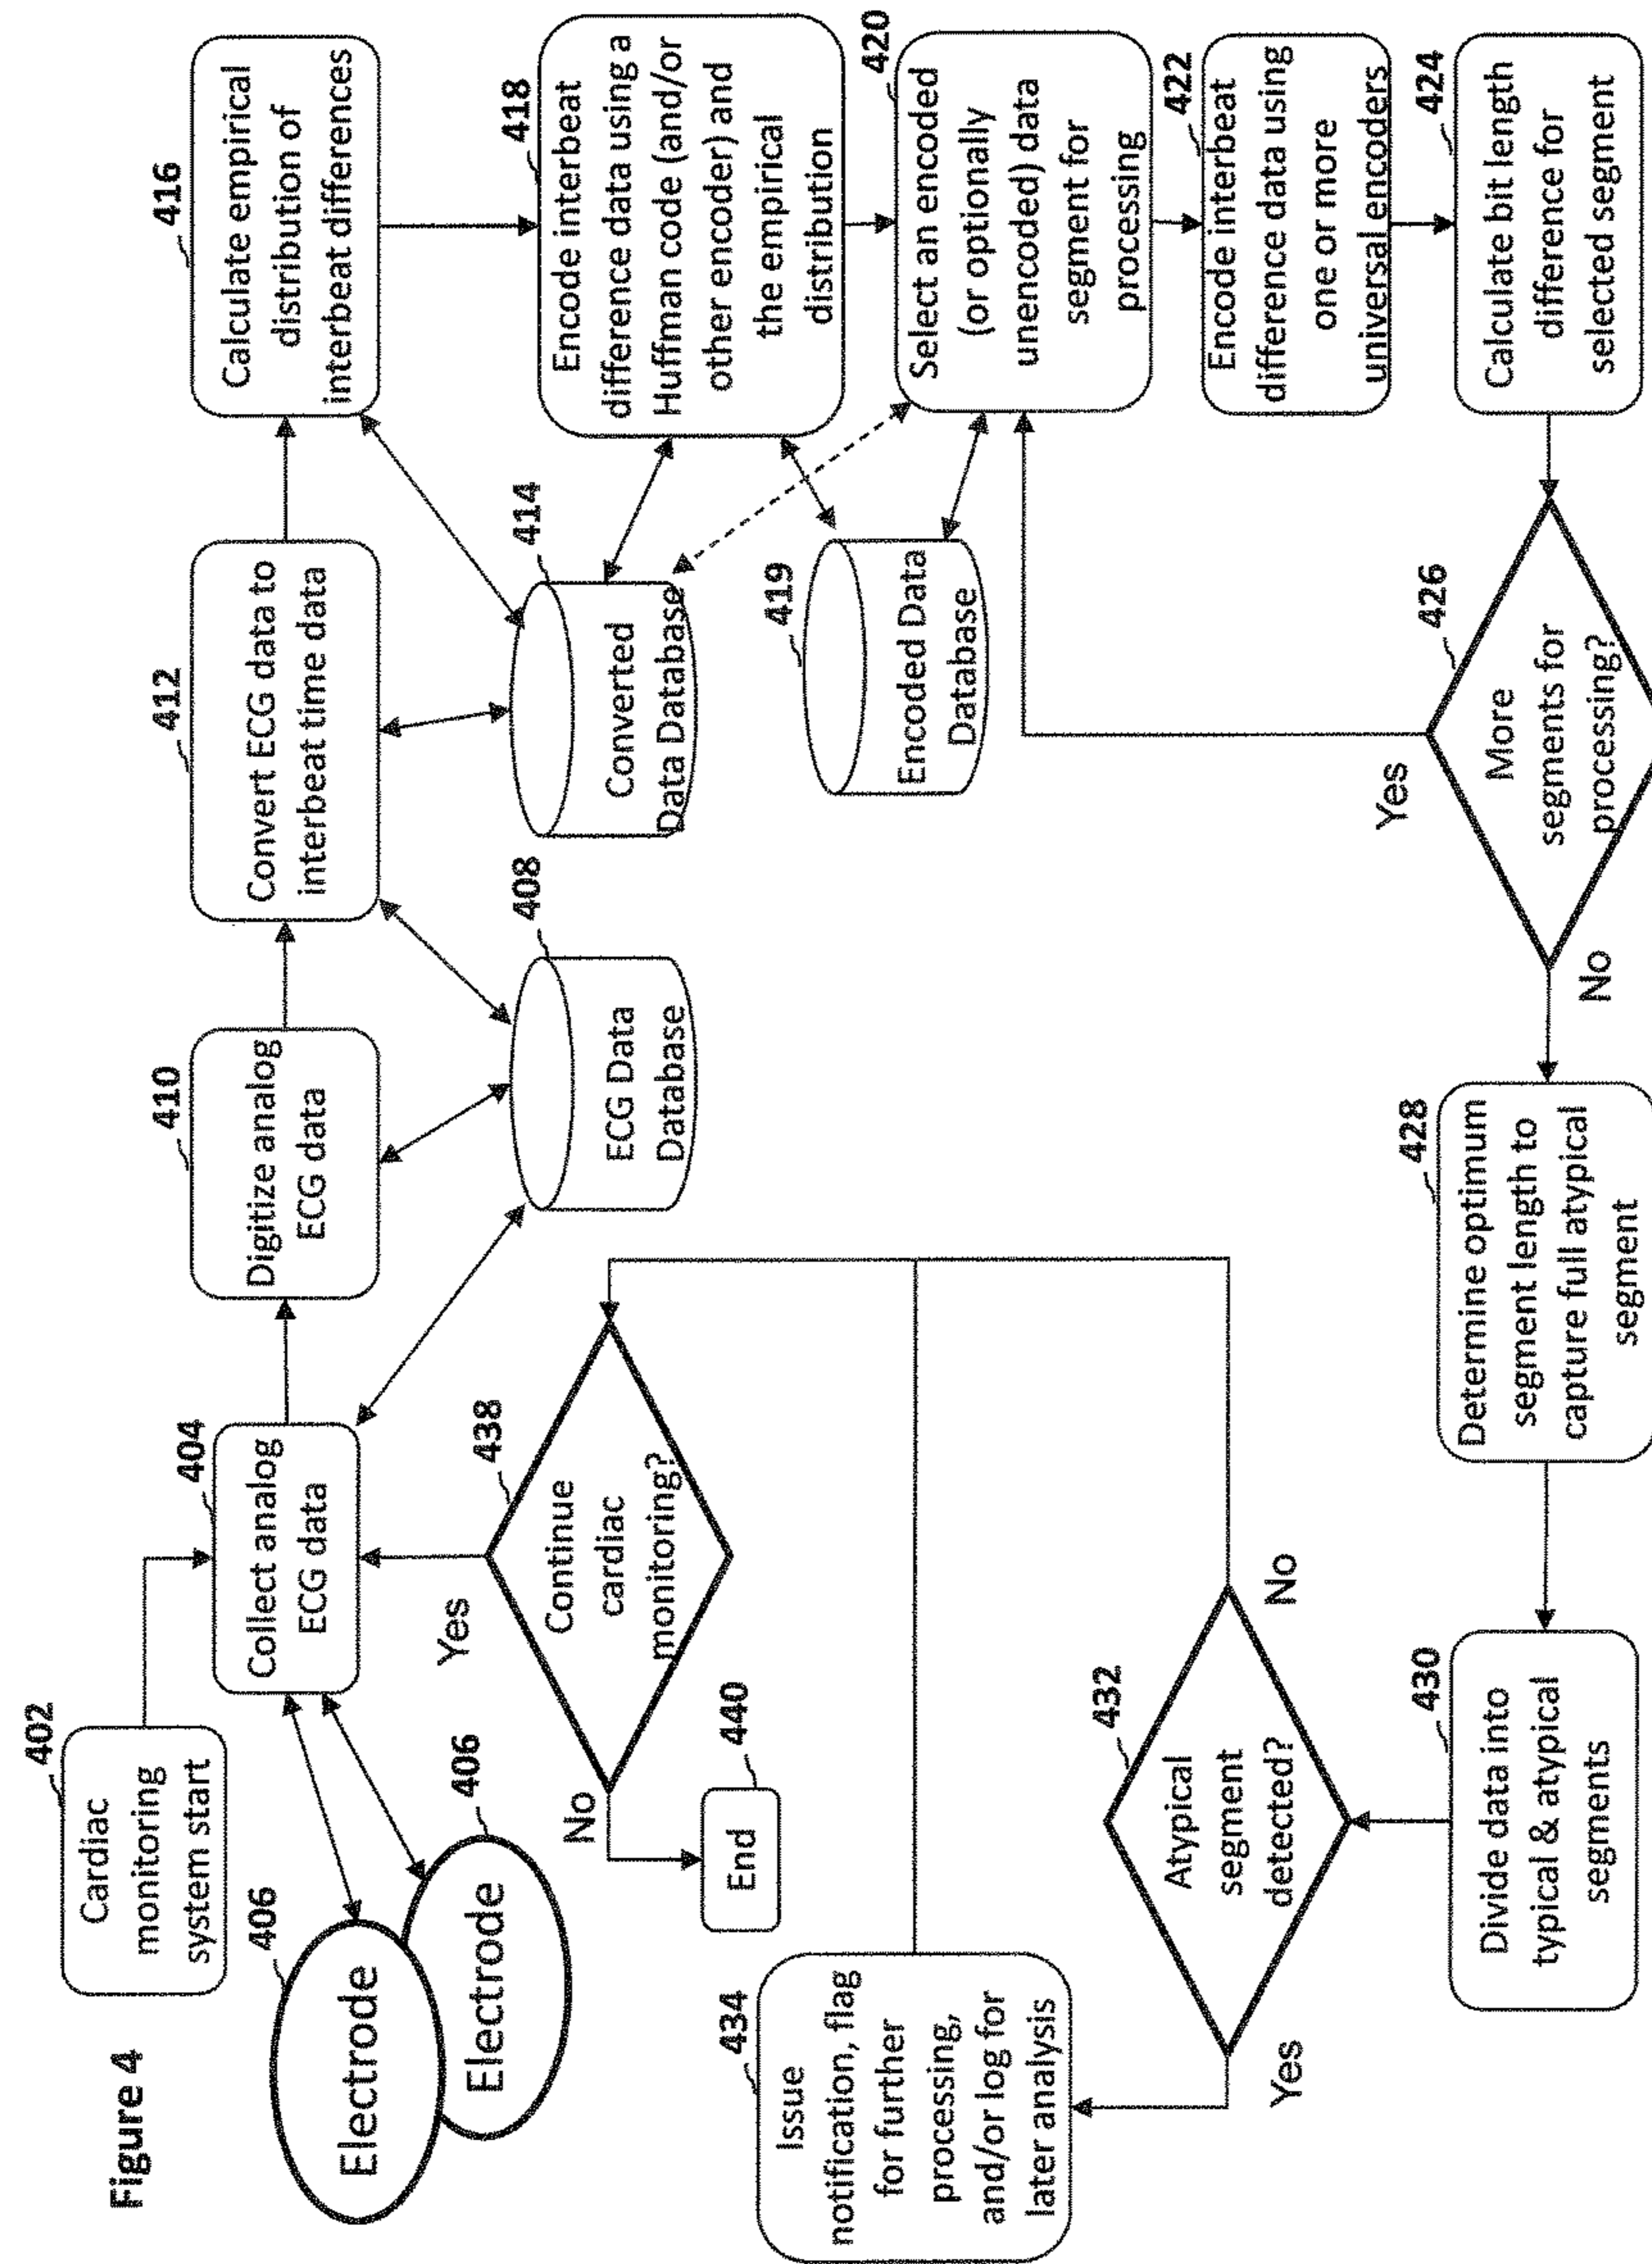 Figure 4
402
Cardiac
monitoring
system start
406
Electrode
406
Electrode
404
Collect analog
ECG data
410
Digitize analog
ECG data
408
ECG Data
Database
412
Convert ECG data to
interbeat time data
414
Converted
Data Database
416
Calculate empirical
distribution of
interbeat differences
418
Encode interbeat
difference data using a
Huffman code (and/or
other encoder) and
the empirical
distribution
419
Encoded Data
Database
420
Select an encoded
(or optionally
unencoded) data
segment for
processing
422
Encode interbeat
difference data using
one or more
universal encoders
424
Calculate bit length
difference for
selected segment
426
More
segments for
processing?
Yes
No
428
Determine optimum
segment length to
capture full atypical
segment
430
Divide data into
typical & atypical
segments
432
Atypical
segment
detected?
Yes
No
434
Issue
notification, flag
for further
processing,
and/or log for
later analysis
438
Continue
cardiac
monitoring?
Yes
No
440
End